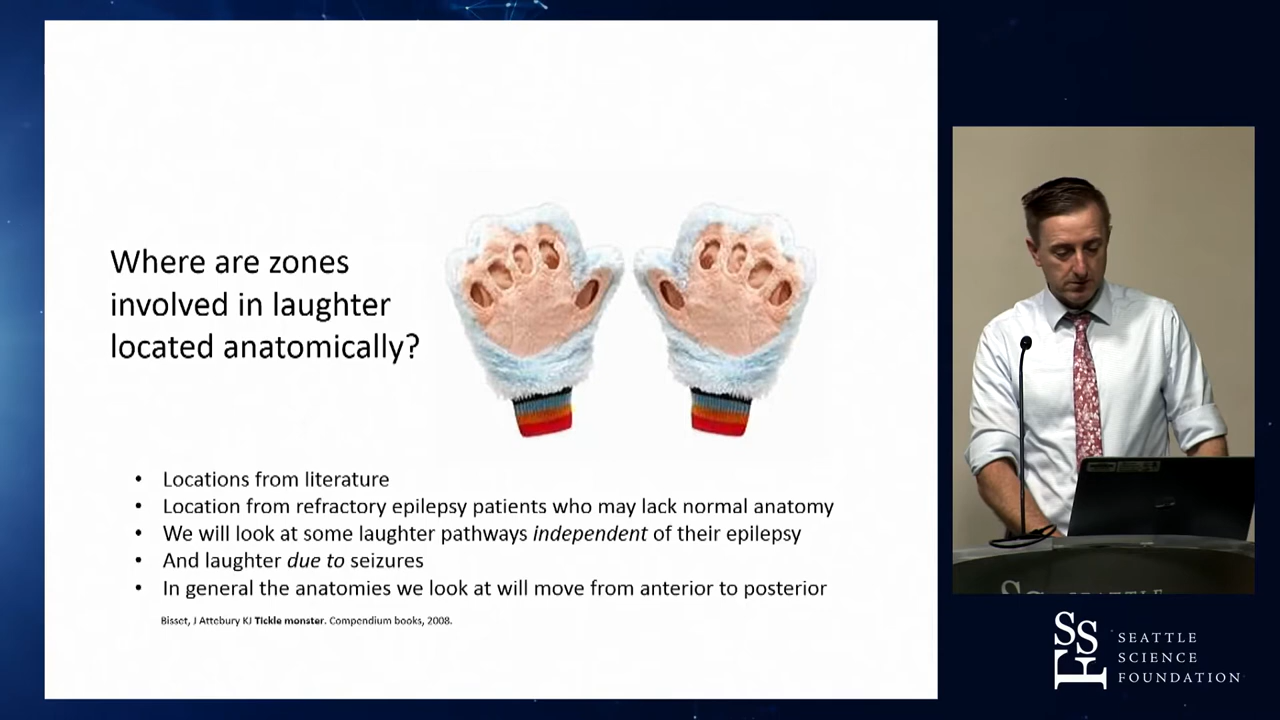 Where are zones
involved in laughter
located anatomically?
• Locations from literature
• Location from refractory epilepsy patients who may lack normal anatomy
• We will look at some laughter pathways independent of their epilepsy
• And laughter due to seizures
• In general the anatomies we look at will move from anterior to posterior
Bisset, J Attebury KJ Tickle monster. Compendium books, 2008.
SEATTLE
SSF SEATTLE
SCIENCE
FOUNDATION